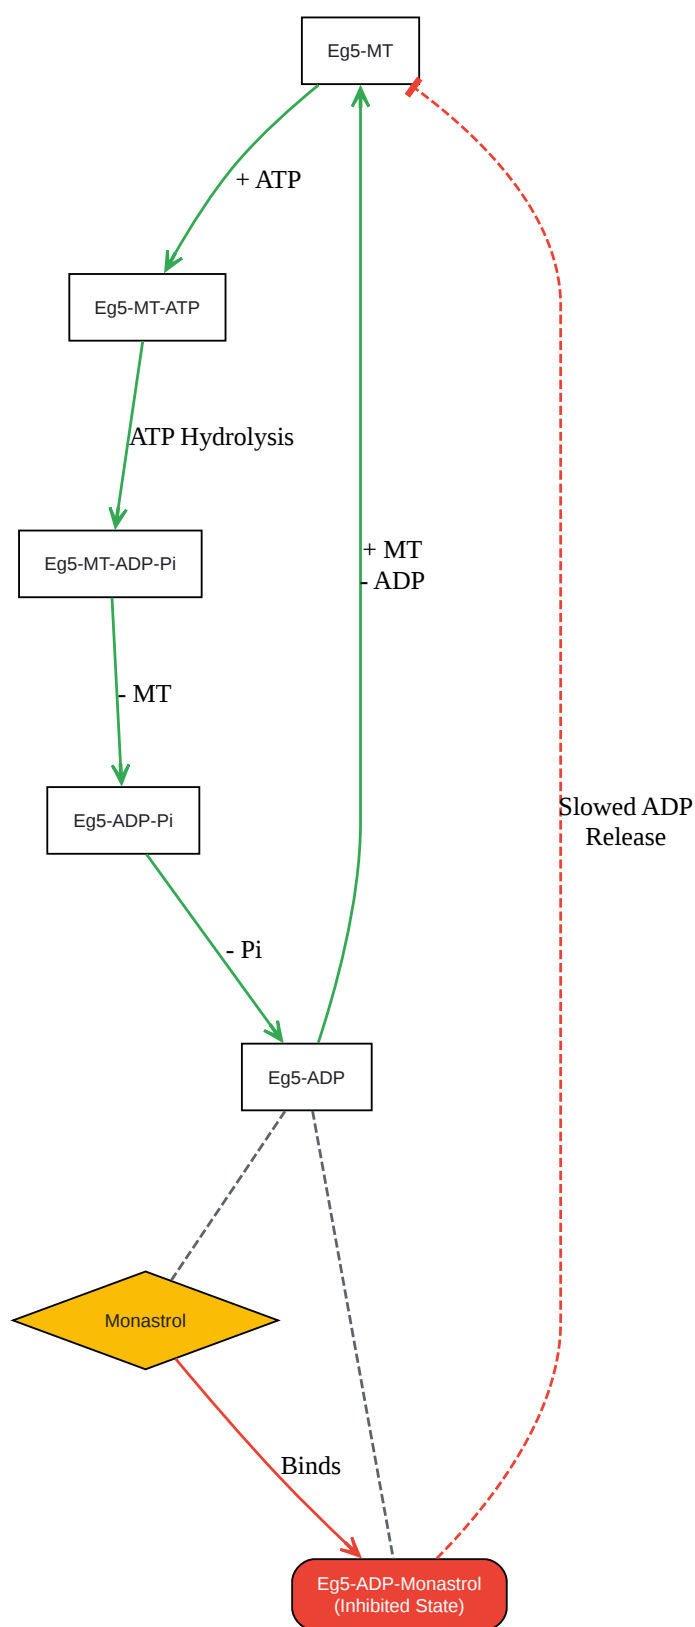 Eg5-MT
+ ATP
Eg5-MT-ATP
ATP Hydrolysis
Eg5-MT-ADP-Pi
+ MT
- ADP
- MT
Eg5-ADP-Pi
Slowed ADP
Release
- Pi
Eg5-ADP
Monastrol
Binds
Eg5-ADP-Monastrol
(Inhibited State)